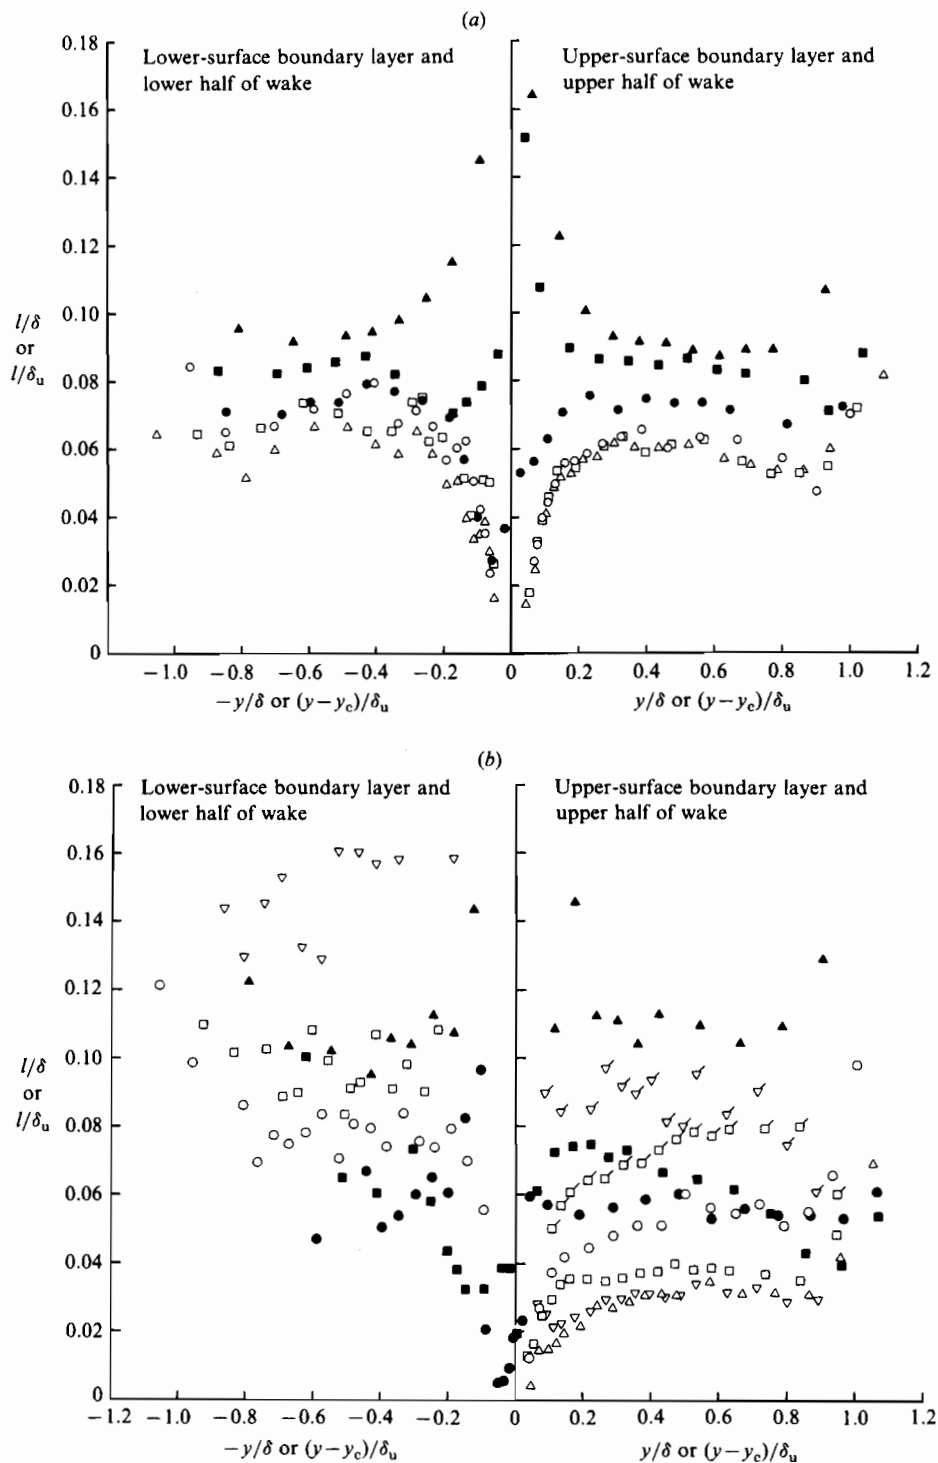 (a)
Lower-surface boundary layer and
lower half of wake
Upper-surface boundary layer and
upper half of wake
0.18
0.16
0.14
0.12
0.10
0.08
0.06
0.04
0.02
0
l/δ
or
l/δu
−1.0 −0.8 −0.6 −0.4 −0.2 0 0.2 0.4 0.6 0.8 1.0 1.2
−y/δ or (y−yc)/δu
y/δ or (y−yc)/δu
(b)
Lower-surface boundary layer and
lower half of wake
Upper-surface boundary layer and
upper half of wake
0.18
0.16
0.14
0.12
0.10
0.08
0.06
0.04
0.02
0
l/δ
or
l/δu
−1.2 −1.0 −0.8 −0.6 −0.4 −0.2 0 0.2 0.4 0.6 0.8 1.0 1.2
−y/δ or (y−yc)/δu
y/δ or (y−yc)/δu